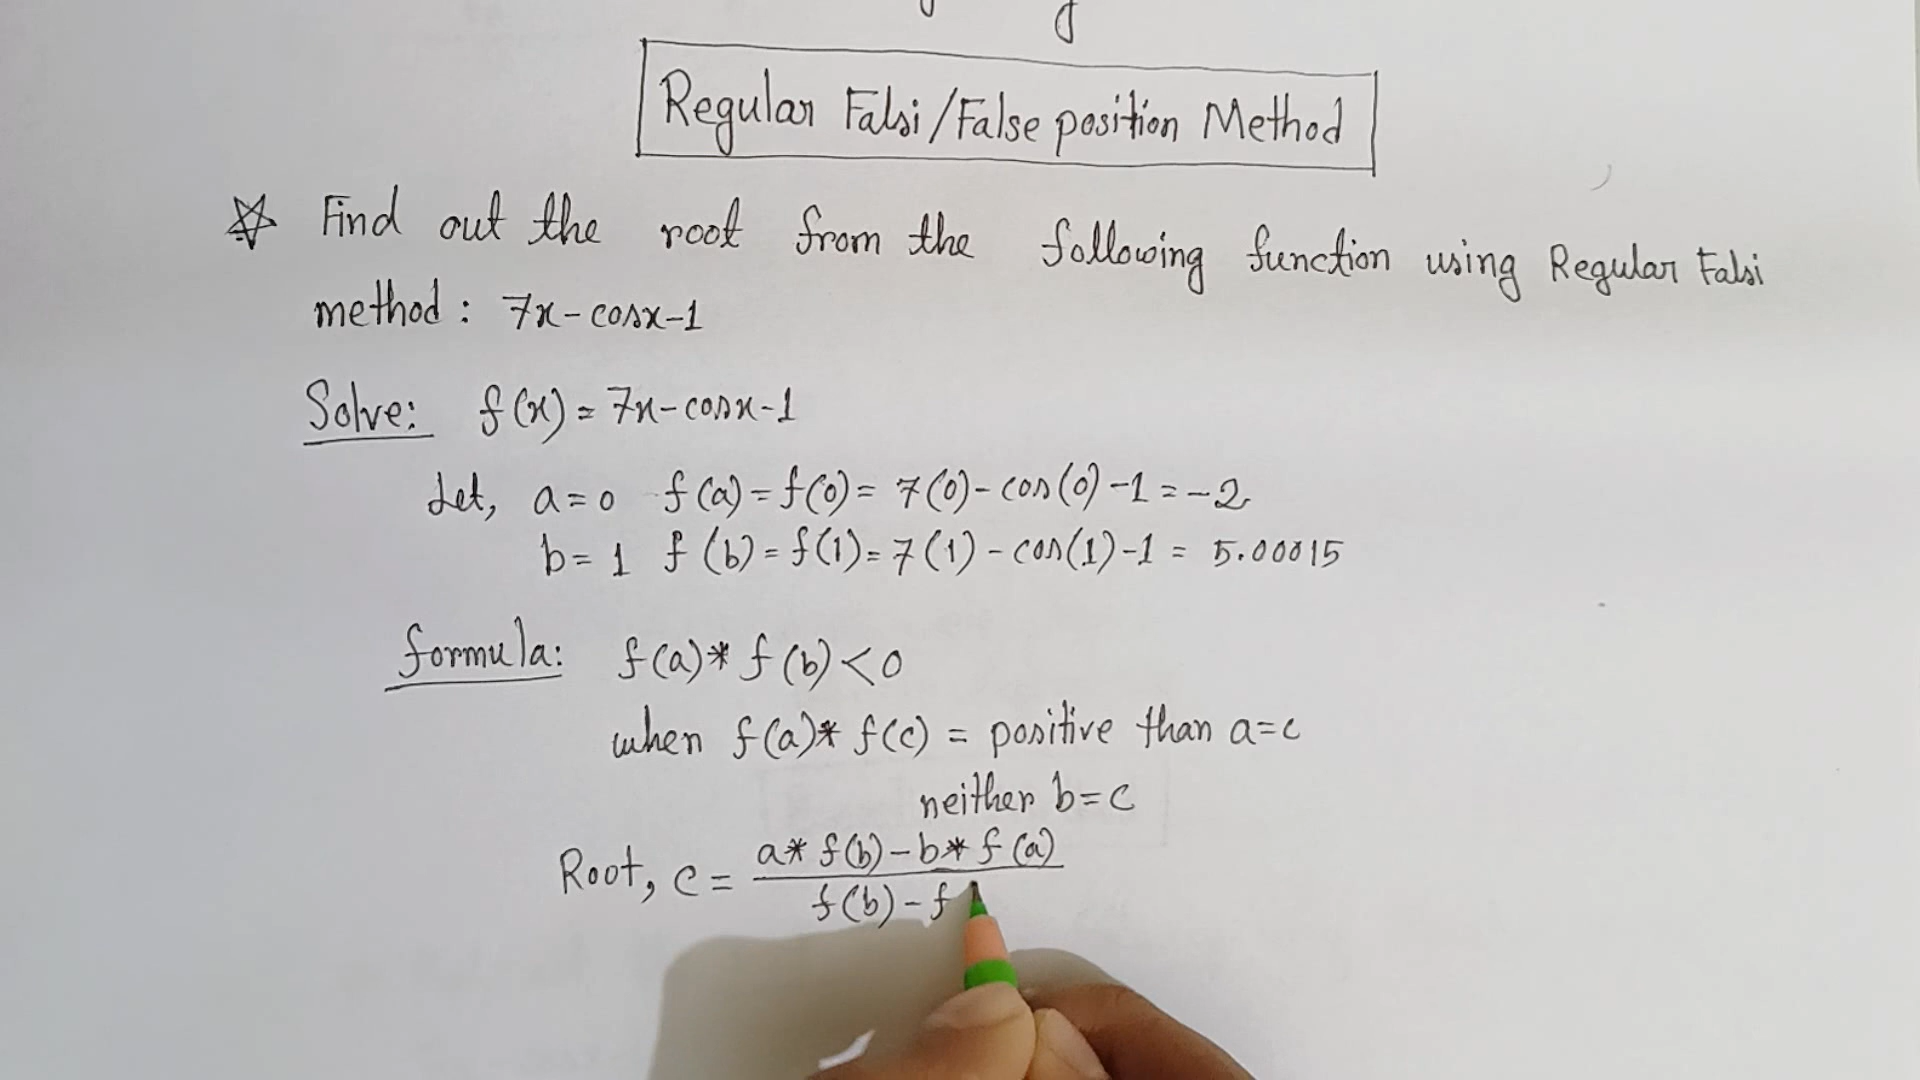 Regular Falsi/False position Method
Find out the root from the following function using Regular Falsi
method: 7x-cosx-1
Solve: f(x)=7x-cosx-1
Let, a=0 f(a)=f(0)= 7(0)-cos(0)-1=-2
b=1 f(b)=f(1)=7(1)-cos(1)-1= 5.00015
formula: f(a)* f(b)<0
when f(a)* f(c) = positive than a=c
neither b=c
Root, c= a* f(b)-b* f(a)
f(b)-f